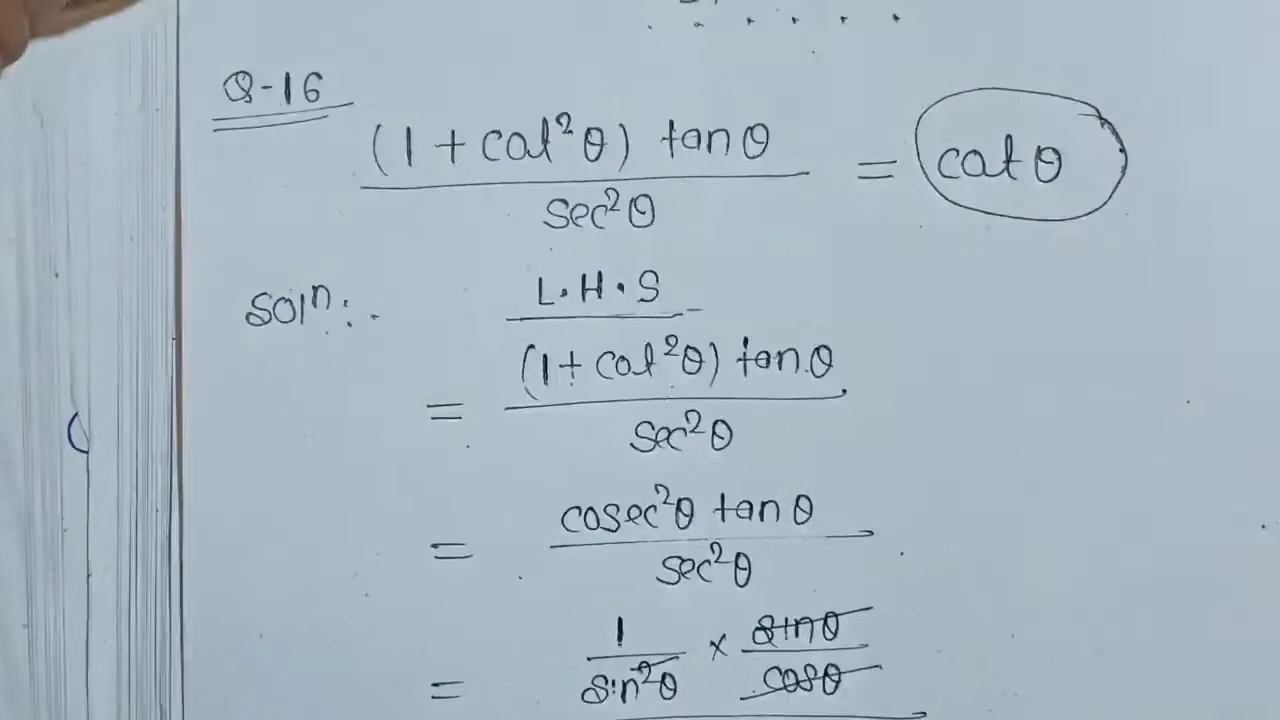 Q-16
(1 + cot²θ) tanθ / sec²θ = cotθ
Soln:.
L.H.S
= (1 + cot²θ) tanθ / sec²θ
= cosec²θ tanθ / sec²θ
= 1 / sin²θ × sinθ / cosθ